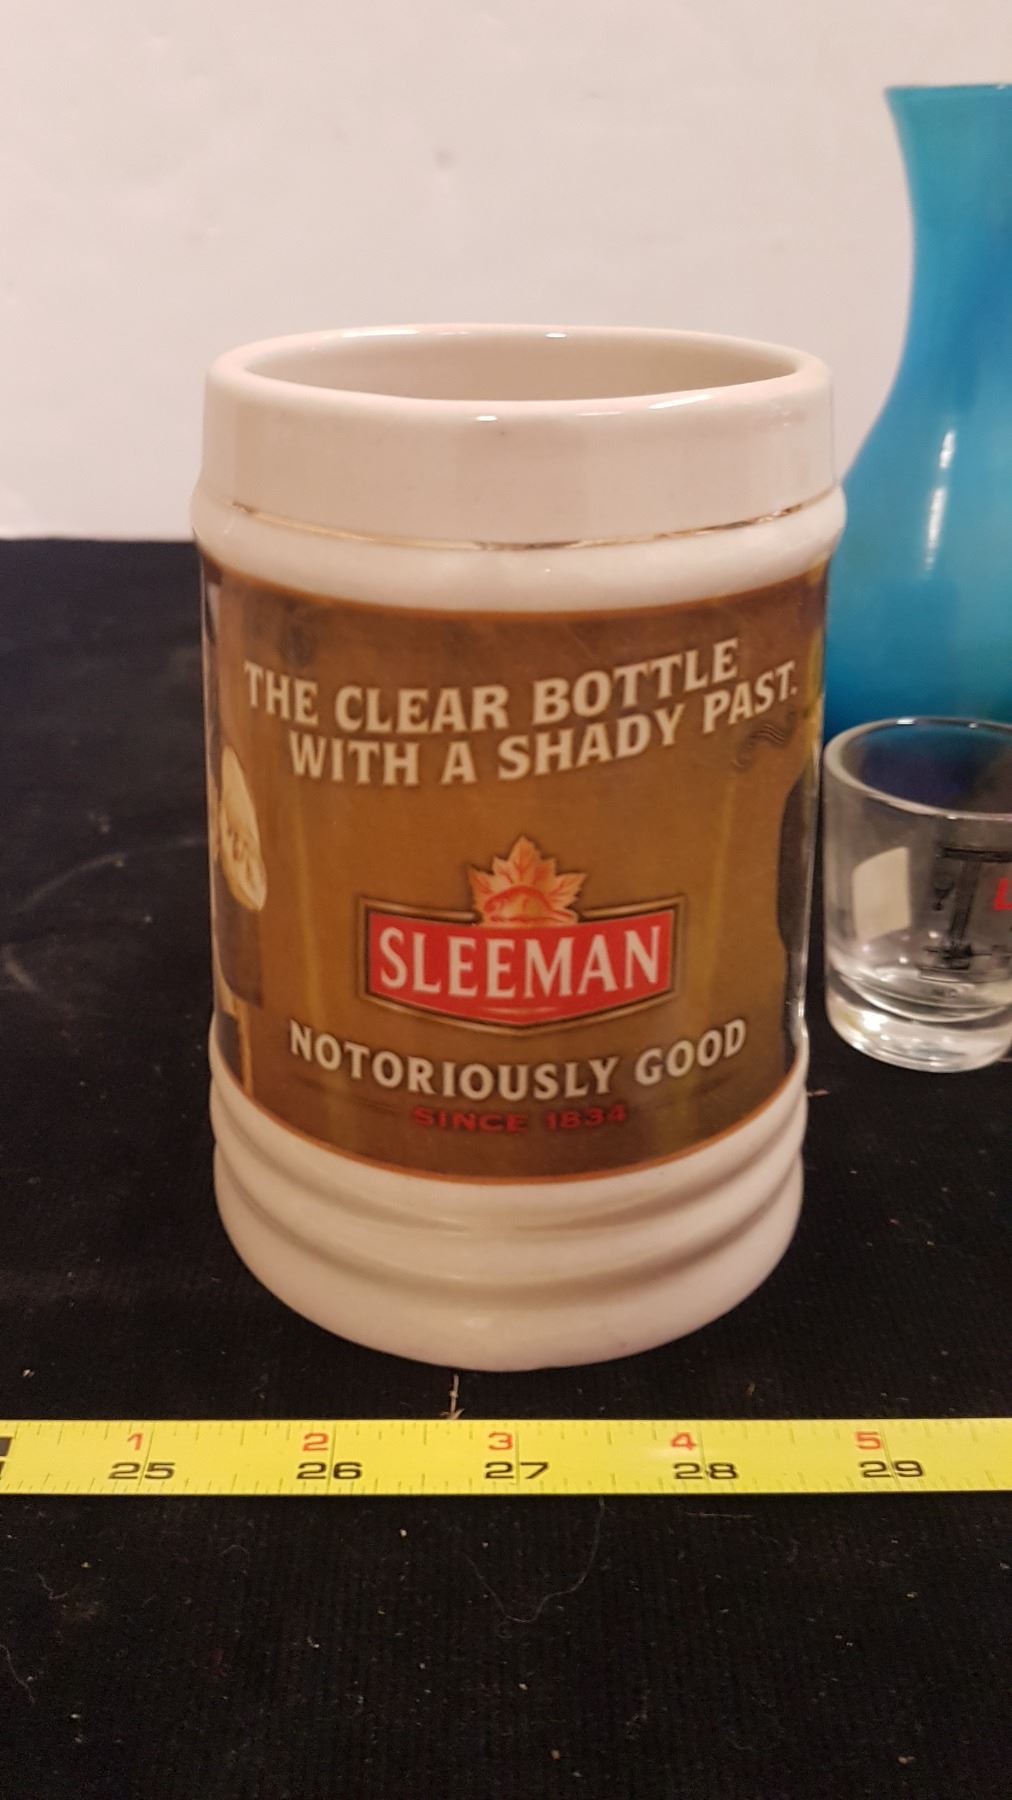 THE CLEAR BOTTLE
WITH A SHADY PAST.
SLEEMAN
NOTORIOUSLY GOOD
SINCE 1834
1 2 3 4 5
25 26 27 28 29